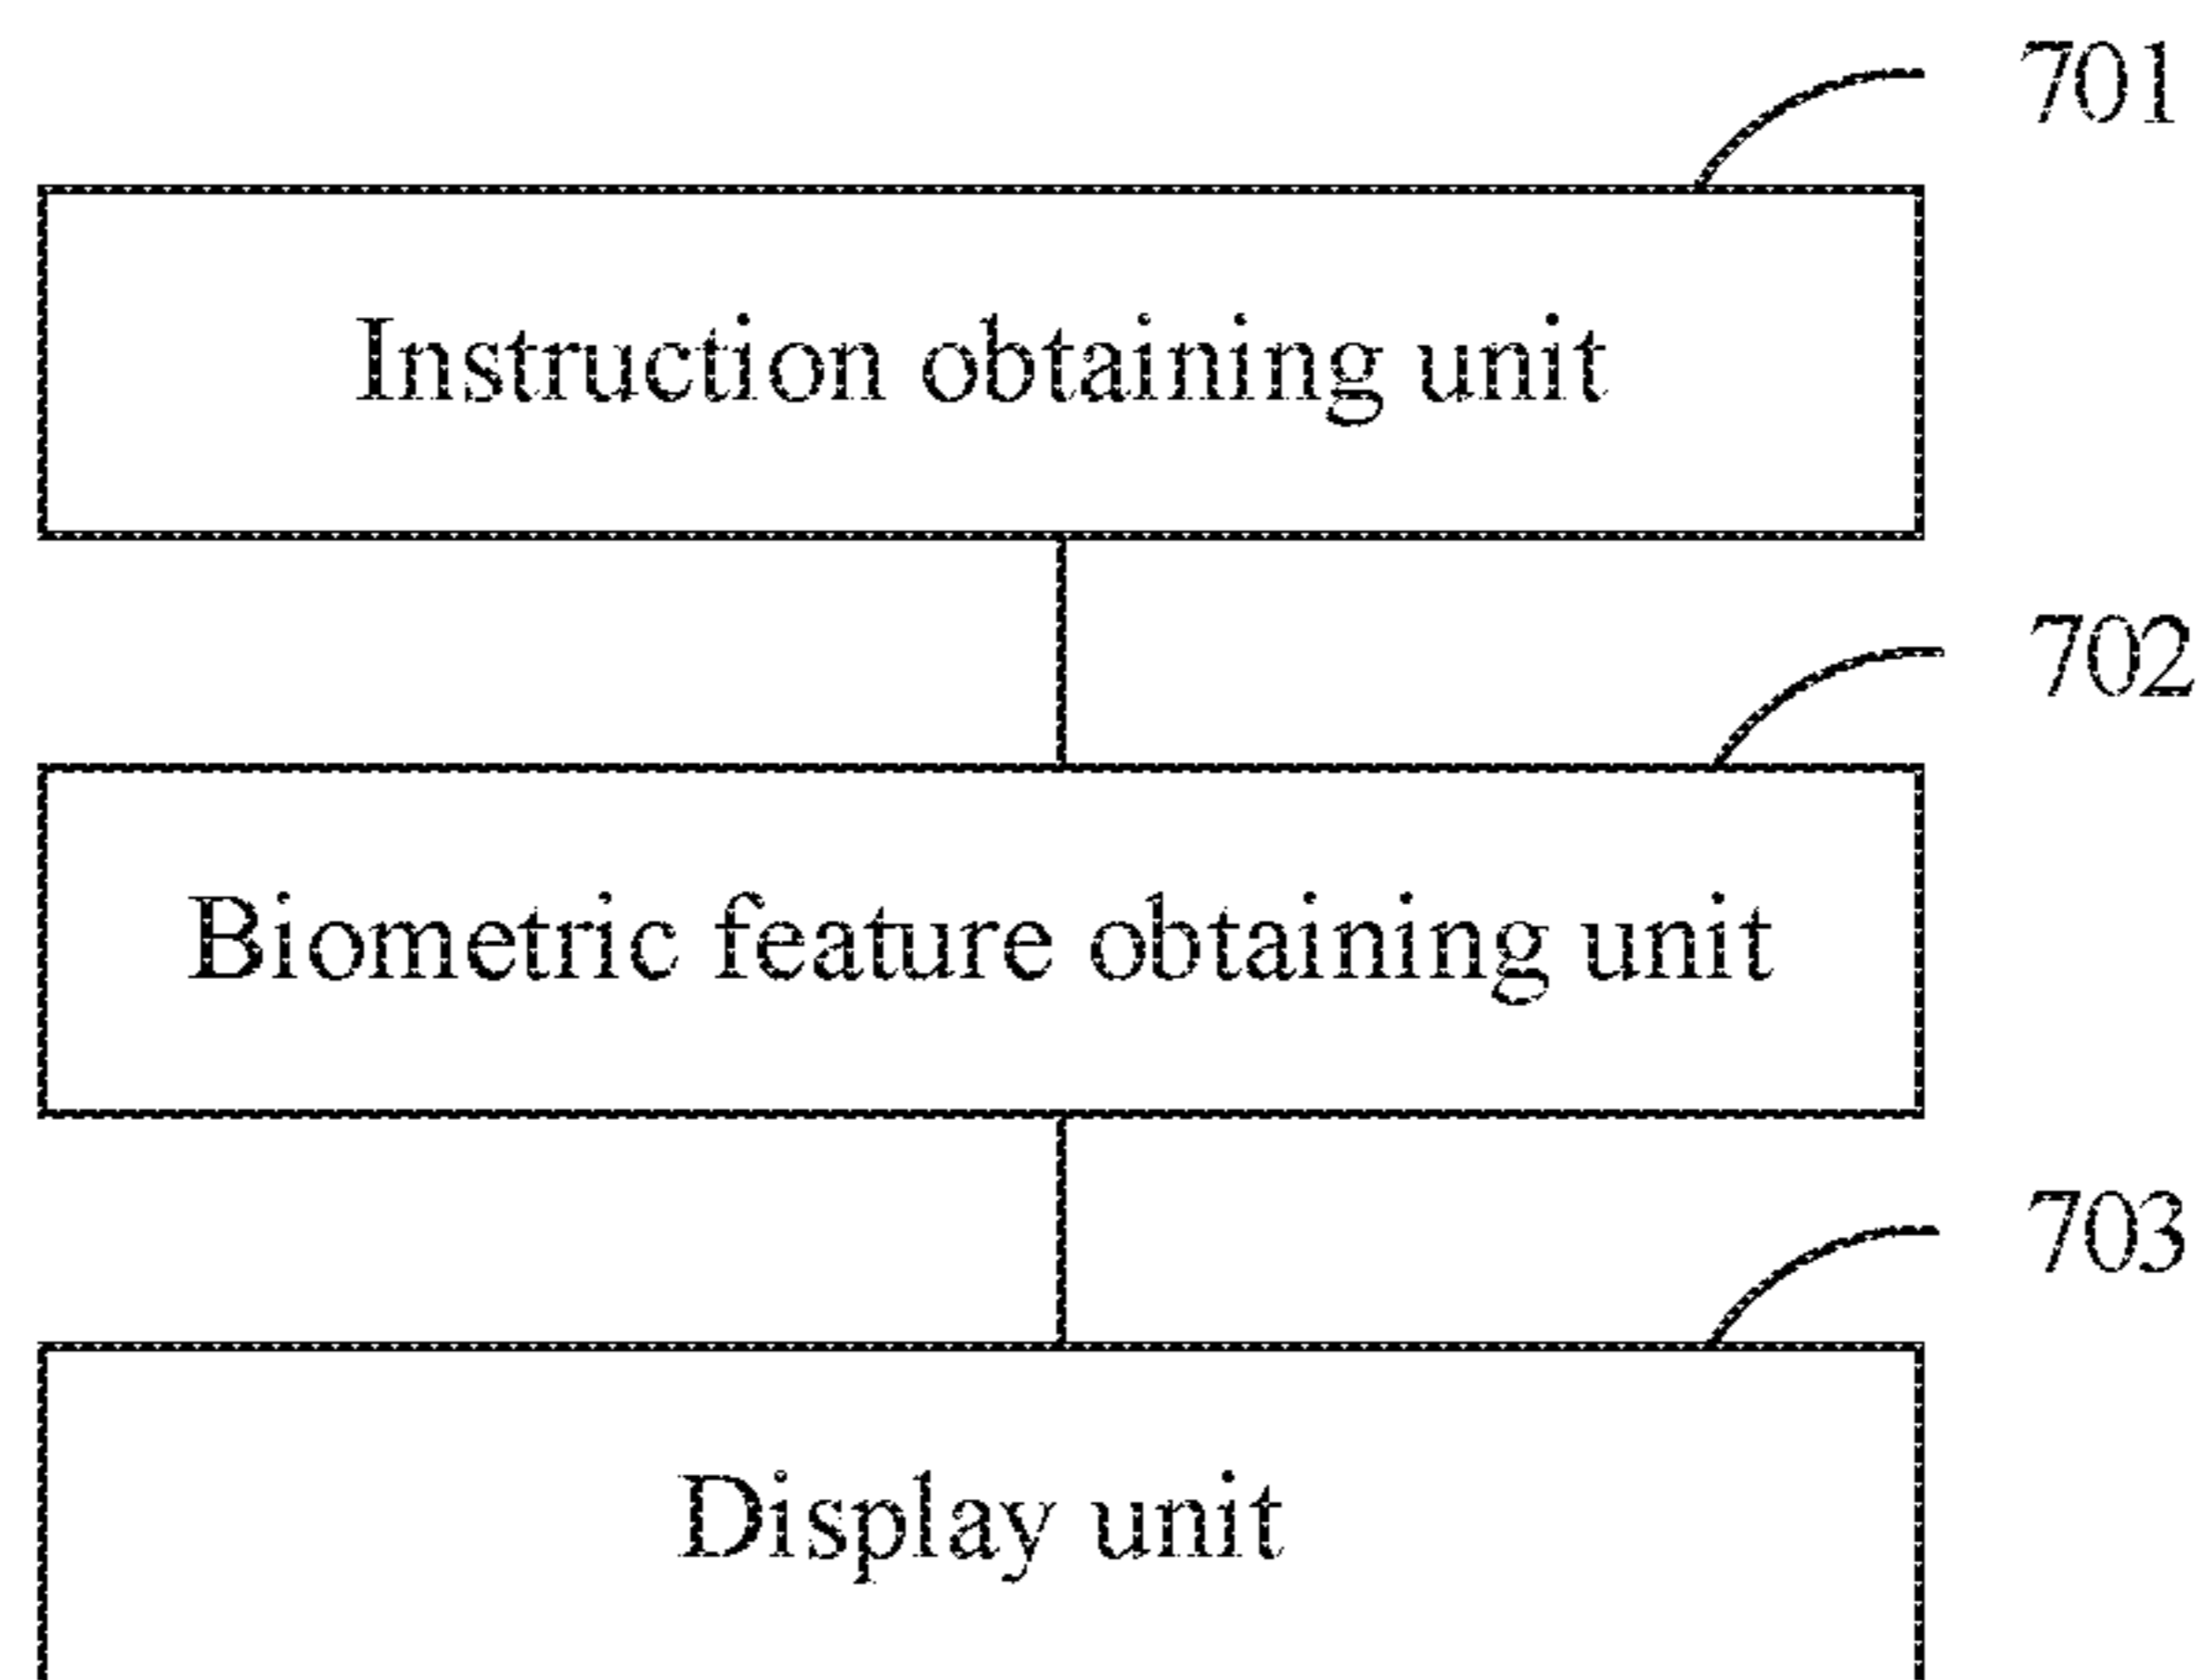 701
Instruction obtaining unit
702
Biometric feature obtaining unit
703
Display unit